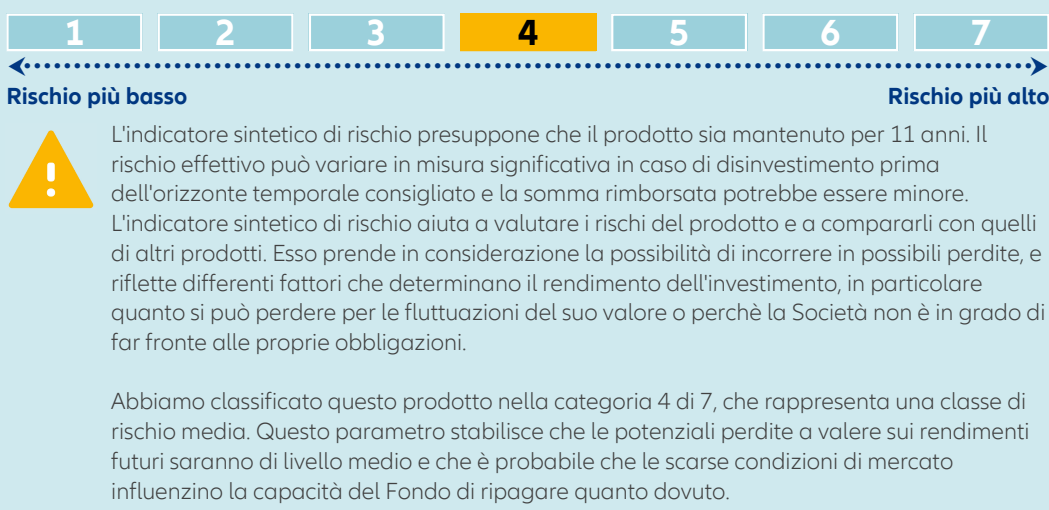 1 2 3 4 5 6 7
Rischio più basso Rischio più alto
L'indicatore sintetico di rischio presuppone che il prodotto sia mantenuto per 11 anni. Il
rischio effettivo può variare in misura significativa in caso di disinvestimento prima
dell'orizzonte temporale consigliato e la somma rimborsata potrebbe essere minore.
L'indicatore sintetico di rischio aiuta a valutare i rischi del prodotto e a compararli con quelli
di altri prodotti. Esso prende in considerazione la possibilità di incorrere in possibili perdite, e
riflette differenti fattori che determinano il rendimento dell'investimento, in particolare
quanto si può perdere per le fluttuazioni del suo valore o perchè la Società non è in grado di
far fronte alle proprie obbligazioni.
Abbiamo classificato questo prodotto nella categoria 4 di 7, che rappresenta una classe di
rischio media. Questo parametro stabilisce che le potenziali perdite a valere sui rendimenti
futuri saranno di livello medio e che è probabile che le scarse condizioni di mercato
influenzino la capacità del Fondo di ripagare quanto dovuto.